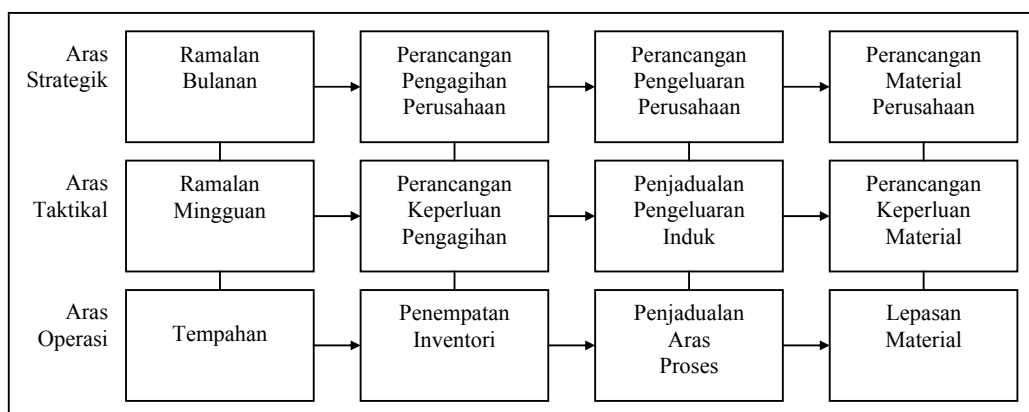 Aras
Strategik
Ramalan
Bulanan
Perancangan
Pengagihan
Perusahaan
Perancangan
Pengeluaran
Perusahaan
Perancangan
Material
Perusahaan
Aras
Taktikal
Ramalan
Mingguan
Perancangan
Keperluan
Pengagihan
Penjadualan
Pengeluaran
Induk
Perancangan
Keperluan
Material
Aras
Operasi
Tempahan
Penempatan
Inventori
Penjadualan
Aras
Proses
Lepasan
Material